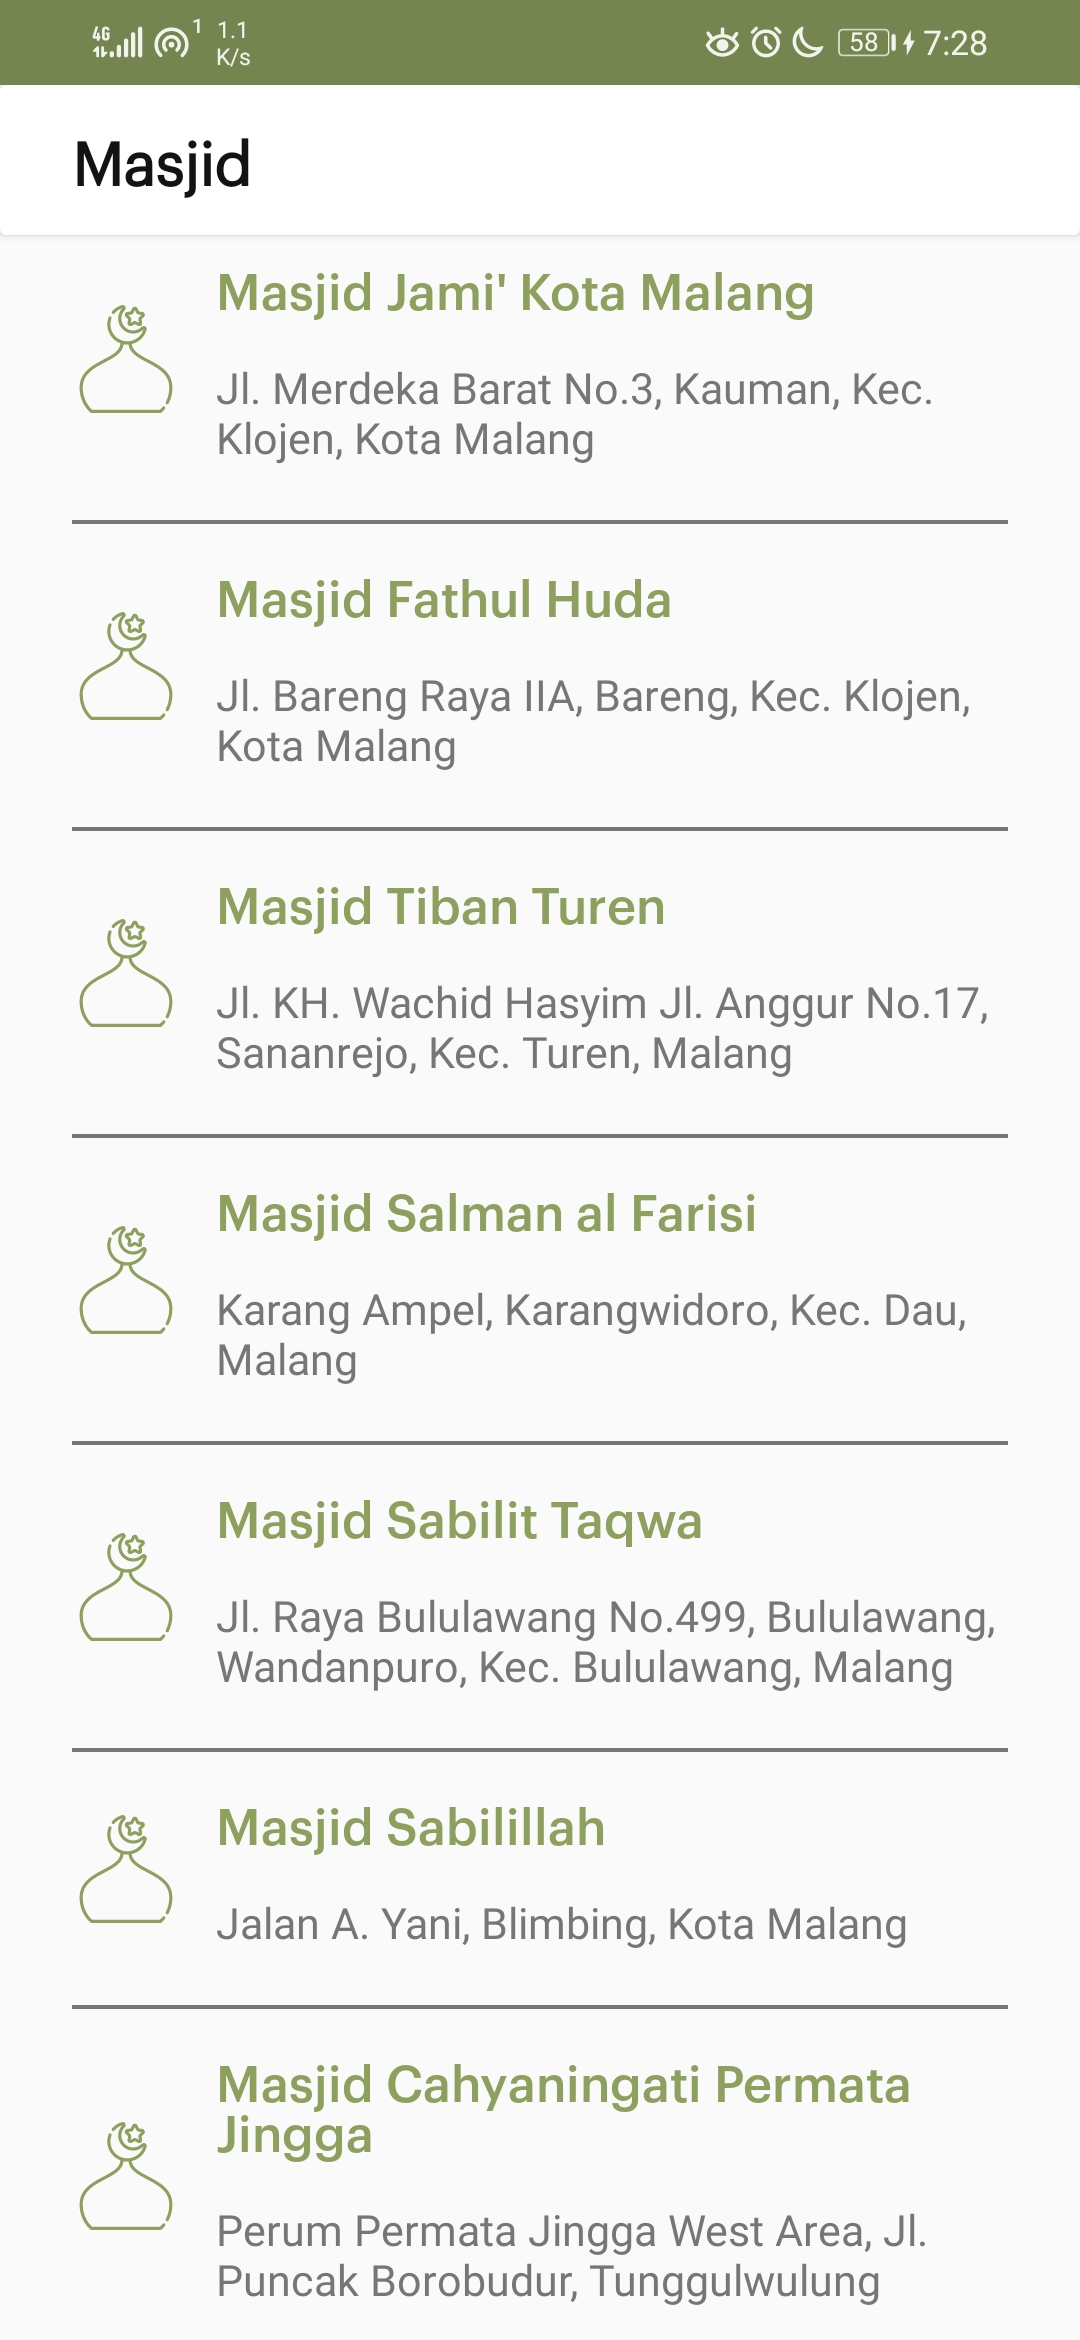 4G 1 1.1 58 7:28
K/s
Masjid
Masjid Jami' Kota Malang
Jl. Merdeka Barat No.3, Kauman, Kec.
Klojen, Kota Malang
Masjid Fathul Huda
Jl. Bareng Raya IIA, Bareng, Kec. Klojen,
Kota Malang
Masjid Tiban Turen
Jl. KH. Wachid Hasyim Jl. Anggur No.17,
Sananrejo, Kec. Turen, Malang
Masjid Salman al Farisi
Karang Ampel, Karangwidoro, Kec. Dau,
Malang
Masjid Sabilit Taqwa
Jl. Raya Bululawang No.499, Bululawang,
Wandanpuro, Kec. Bululawang, Malang
Masjid Sabilillah
Jalan A. Yani, Blimbing, Kota Malang
Masjid Cahyaningati Permata
Jingga
Perum Permata Jingga West Area, Jl.
Puncak Borobudur, Tunggulwulung